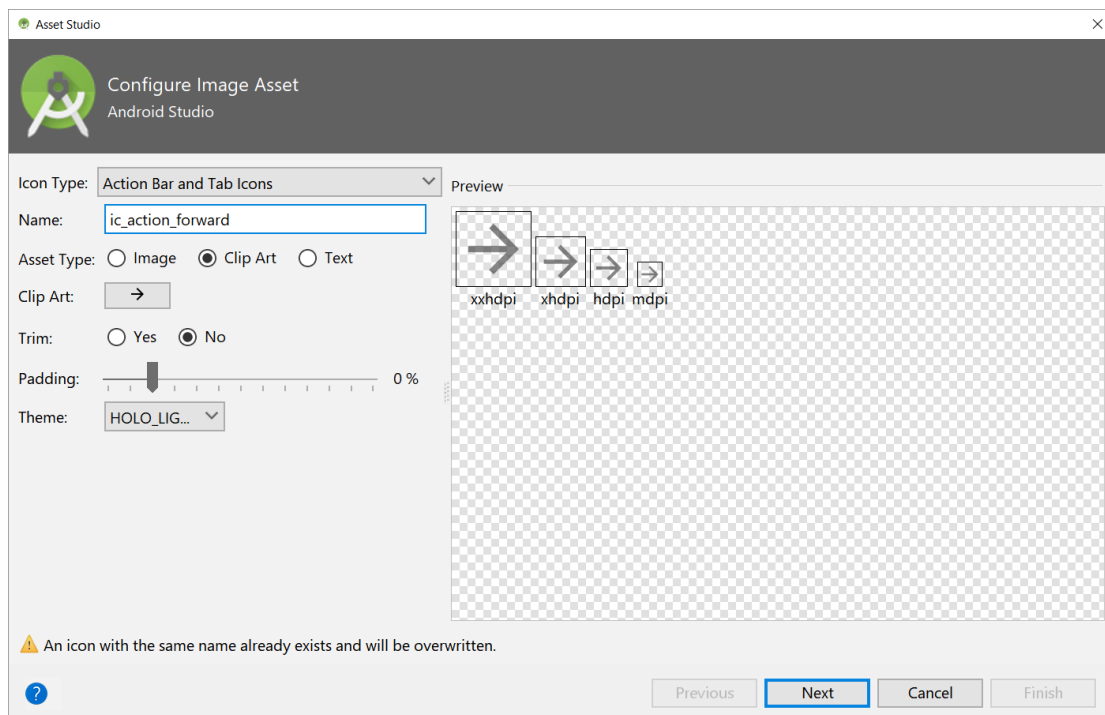 Asset Studio
Configure Image Asset
Android Studio
Icon Type: Action Bar and Tab Icons
Name: ic_action_forward
Asset Type: Image Clip Art Text
Clip Art:
Trim: Yes No
Padding: 0 %
Theme: HOLO_LIG...
Preview
xxhdpi xhdpi hdpi mdpi
An icon with the same name already exists and will be overwritten.
? Previous Next Cancel Finish